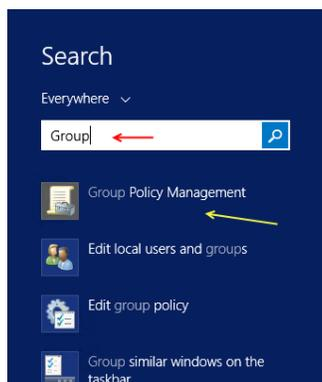 Search
Everywhere
Group
Group Policy Management
Edit local users and groups
Edit group policy
Group similar windows on the
taskbar